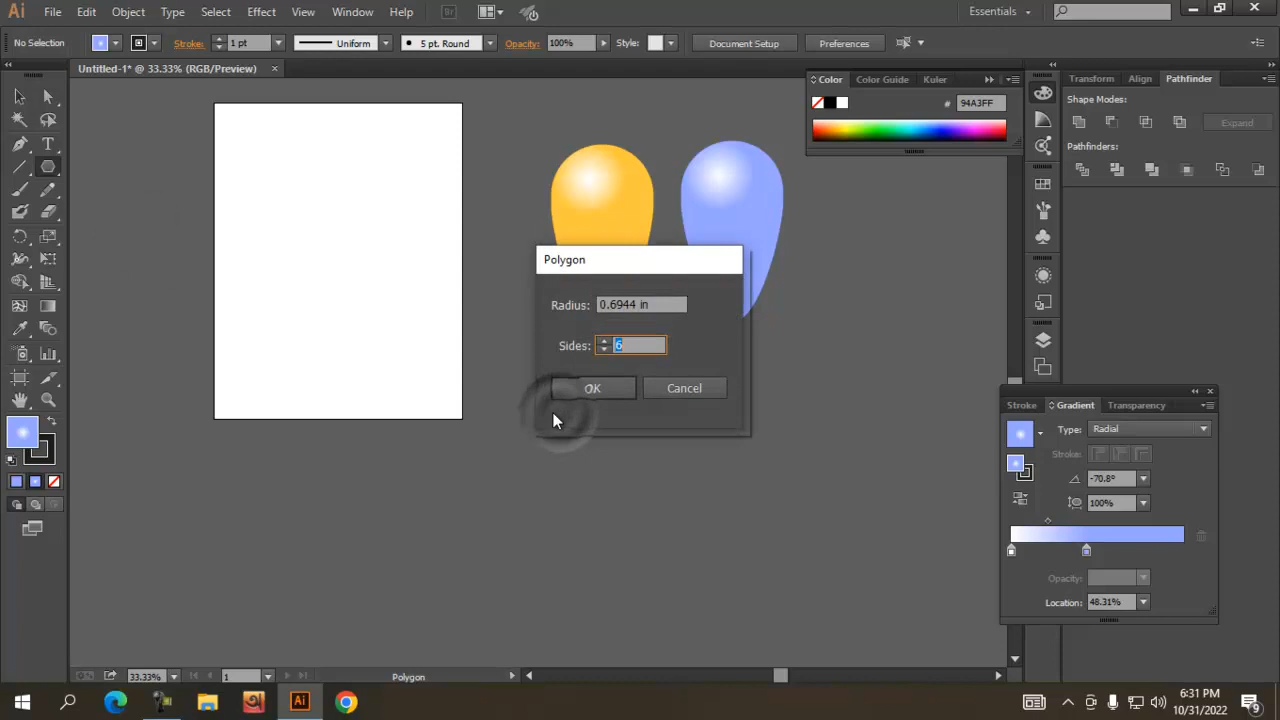 Ai File Edit Object Type Select Effect View Window Help Br Essentials
No Selection Stroke: 1 pt Uniform 5 pt. Round Opacity: 100% Style: Document Setup Preferences
Untitled-1* @ 33.33% (RGB/Preview)
Color Color Guide Kuler
# 94A3FF
Transform Align Pathfinder
Shape Modes:
Expand
Pathfinders:
Polygon
Radius: 0.6944 in
Sides: 6
OK Cancel
Stroke Gradient Transparency
Type: Radial
Stroke:
-70.8°
100%
Opacity:
Location: 48.31%
33.33% 1 Polygon
Ai
6:31 PM
10/31/2022
9